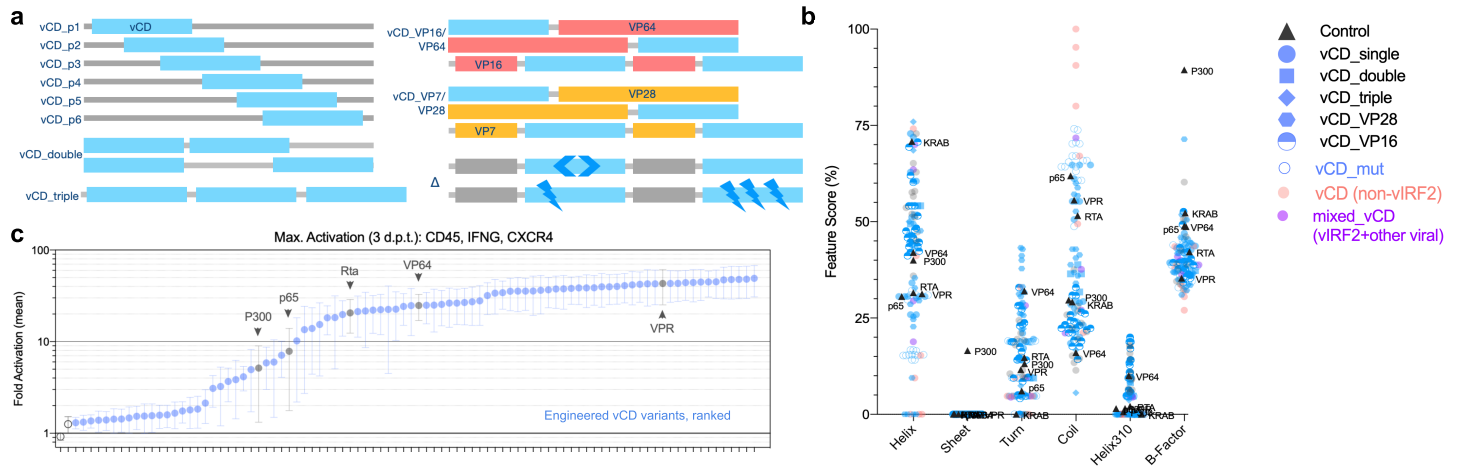 a
vCD_p1
vCD
vCD_p2
vCD_p3
vCD_p4
vCD_p5
vCD_p6
vCD_double
vCD_triple
vCD_VP16/
VP64
VP64
VP16
vCD_VP7/
VP28
VP28
VP7
Δ
c
Max. Activation (3 d.p.t.): CD45, IFNG, CXCR4
Fold Activation (mean)
100
10
1
P300
p65
Rta
VP64
VPR
Engineered vCD variants, ranked
b
Feature Score (%)
100
75
50
25
0
KRAB
VP64
P300
RTA
VPR
p65
P300
VPR
VP64
RTA
P300
VPR
p65
KRAB
p65
VPR
RTA
P300
KRAB
VP64
VP64
RTA
KRAB
P300
KRAB
p65
VP64
RTA
VPR
Helix
Sheet
Turn
Coil
Helix310
B-Factor
Control
vCD_single
vCD_double
vCD_triple
vCD_VP28
vCD_VP16
vCD_mut
vCD (non-vIRF2)
mixed_vCD
(vIRF2+other viral)